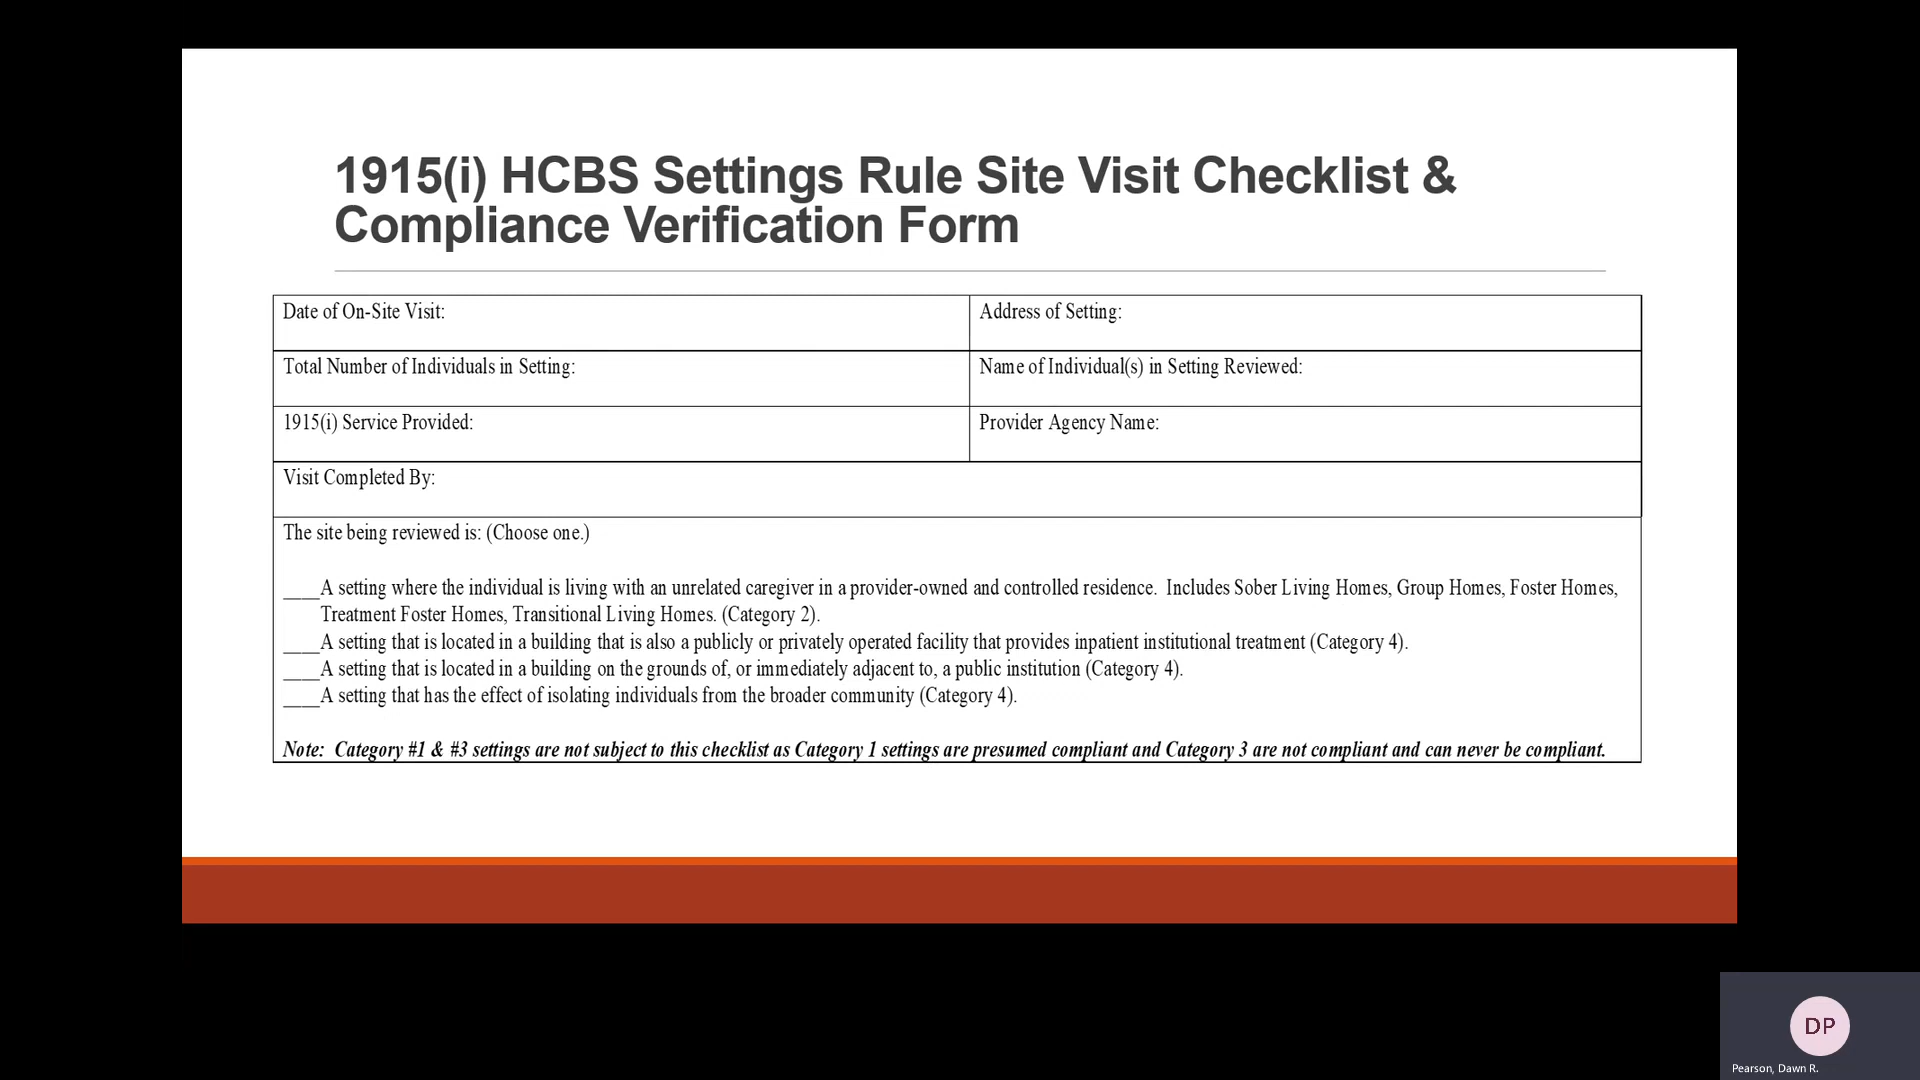 1915(i) HCBS Settings Rule Site Visit Checklist &
Compliance Verification Form
Date of On-Site Visit:
Address of Setting:
Total Number of Individuals in Setting:
Name of Individual(s) in Setting Reviewed:
1915(i) Service Provided:
Provider Agency Name:
Visit Completed By:
The site being reviewed is: (Choose one.)
____A setting where the individual is living with an unrelated caregiver in a provider-owned and controlled residence.  Includes Sober Living Homes, Group Homes, Foster Homes,
Treatment Foster Homes, Transitional Living Homes. (Category 2).
____A setting that is located in a building that is also a publicly or privately operated facility that provides inpatient institutional treatment (Category 4).
____A setting that is located in a building on the grounds of, or immediately adjacent to, a public institution (Category 4).
____A setting that has the effect of isolating individuals from the broader community (Category 4).
Note:  Category #1 & #3 settings are not subject to this checklist as Category 1 settings are presumed compliant and Category 3 are not compliant and can never be compliant.
DP
Pearson, Dawn R.